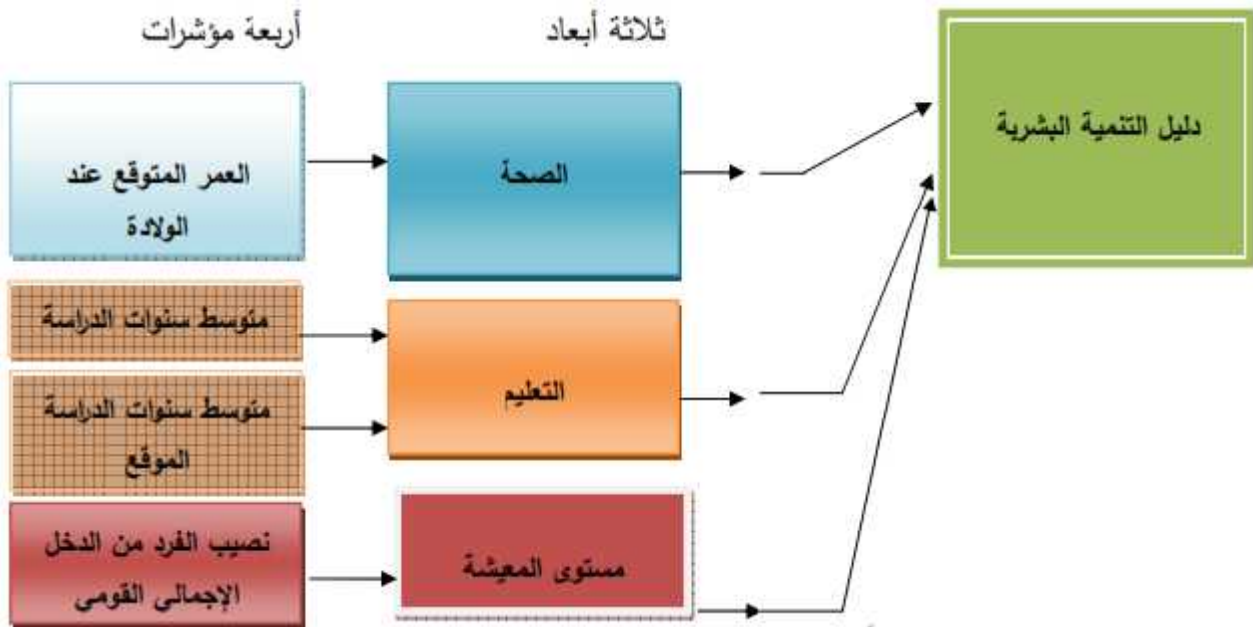 ثلاثة أبعاد
أربعة مؤشرات
دليل التنمية البشرية
الصحة
العمر المتوقع عند
الولادة
التعليم
متوسط سنوات الدراسة
متوسط سنوات الدراسة
الموقع
مستوى المعيشة
نصيب الفرد من الدخل
الإجمالي القومي